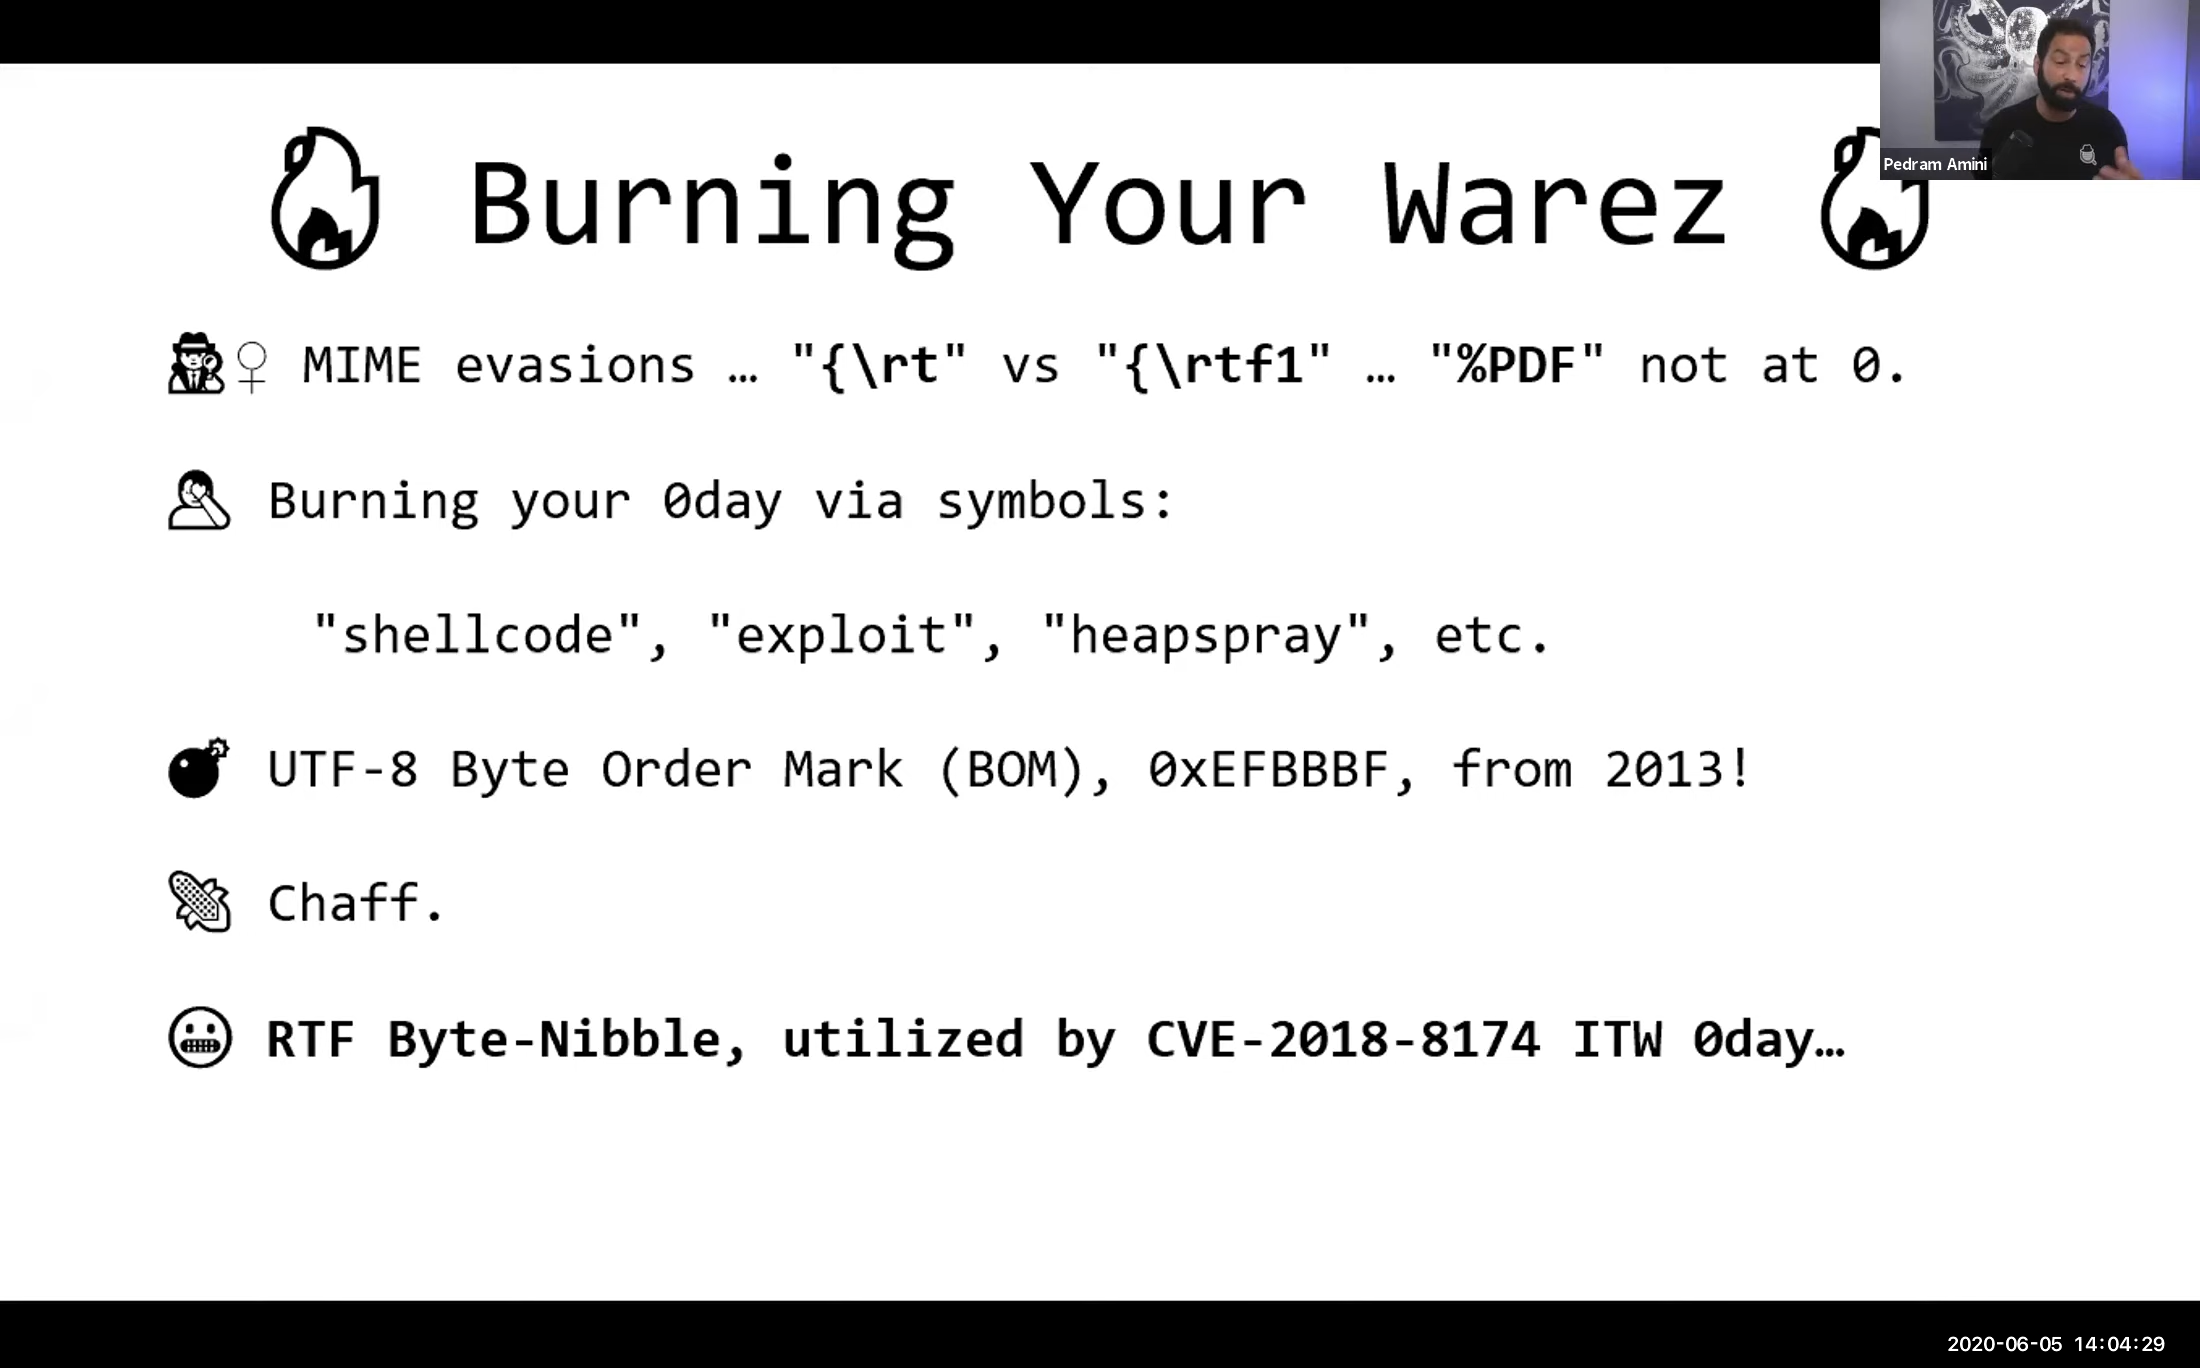 Burning Your Warez
Pedram Amini
MIME evasions … "{\rt" vs "{\rtf1" … "%PDF" not at 0.
Burning your 0day via symbols:
"shellcode", "exploit", "heapspray", etc.
UTF-8 Byte Order Mark (BOM), 0xEFBBBF, from 2013!
Chaff.
RTF Byte-Nibble, utilized by CVE-2018-8174 ITW 0day…
2020-06-05 14:04:29